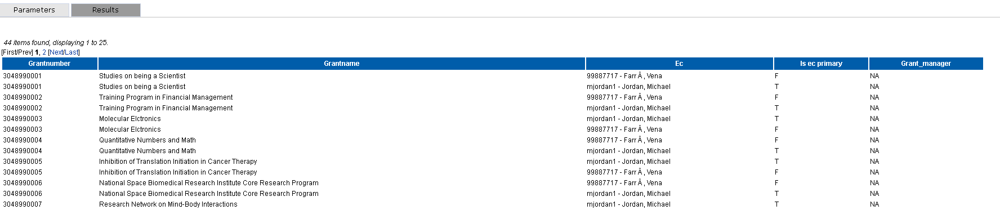 Parameters Results
44 items found, displaying 1 to 25.
[First/Prev] 1, 2 [Next/Last]
Grantnumber Grantname Ec Is ec primary Grant_manager
3048990001 Studies on being a Scientist 99887717 - Farr Â , Vena F NA
3048990001 Studies on being a Scientist mjordan1 - Jordan, Michael T NA
3048990002 Training Program in Financial Management 99887717 - Farr Â , Vena F NA
3048990002 Training Program in Financial Management mjordan1 - Jordan, Michael T NA
3048990003 Molecular Elctronics mjordan1 - Jordan, Michael T NA
3048990003 Molecular Elctronics 99887717 - Farr Â , Vena F NA
3048990004 Quantitative Numbers and Math 99887717 - Farr Â , Vena F NA
3048990004 Quantitative Numbers and Math mjordan1 - Jordan, Michael T NA
3048990005 Inhibition of Translation Initiation in Cancer Therapy mjordan1 - Jordan, Michael T NA
3048990005 Inhibition of Translation Initiation in Cancer Therapy 99887717 - Farr Â , Vena F NA
3048990006 National Space Biomedical Research Institute Core Research Program 99887717 - Farr Â , Vena F NA
3048990006 National Space Biomedical Research Institute Core Research Program mjordan1 - Jordan, Michael T NA
3048990007 Research Network on Mind-Body Interactions mjordan1 - Jordan, Michael T NA